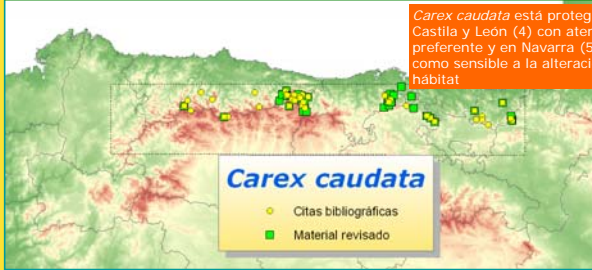 Carex caudata está proteg
Castila y León (4) con aten
preferente y en Navarra (5
como sensible a la alteraci
hábitat
Carex caudata
Citas bibliográficas
Material revisado